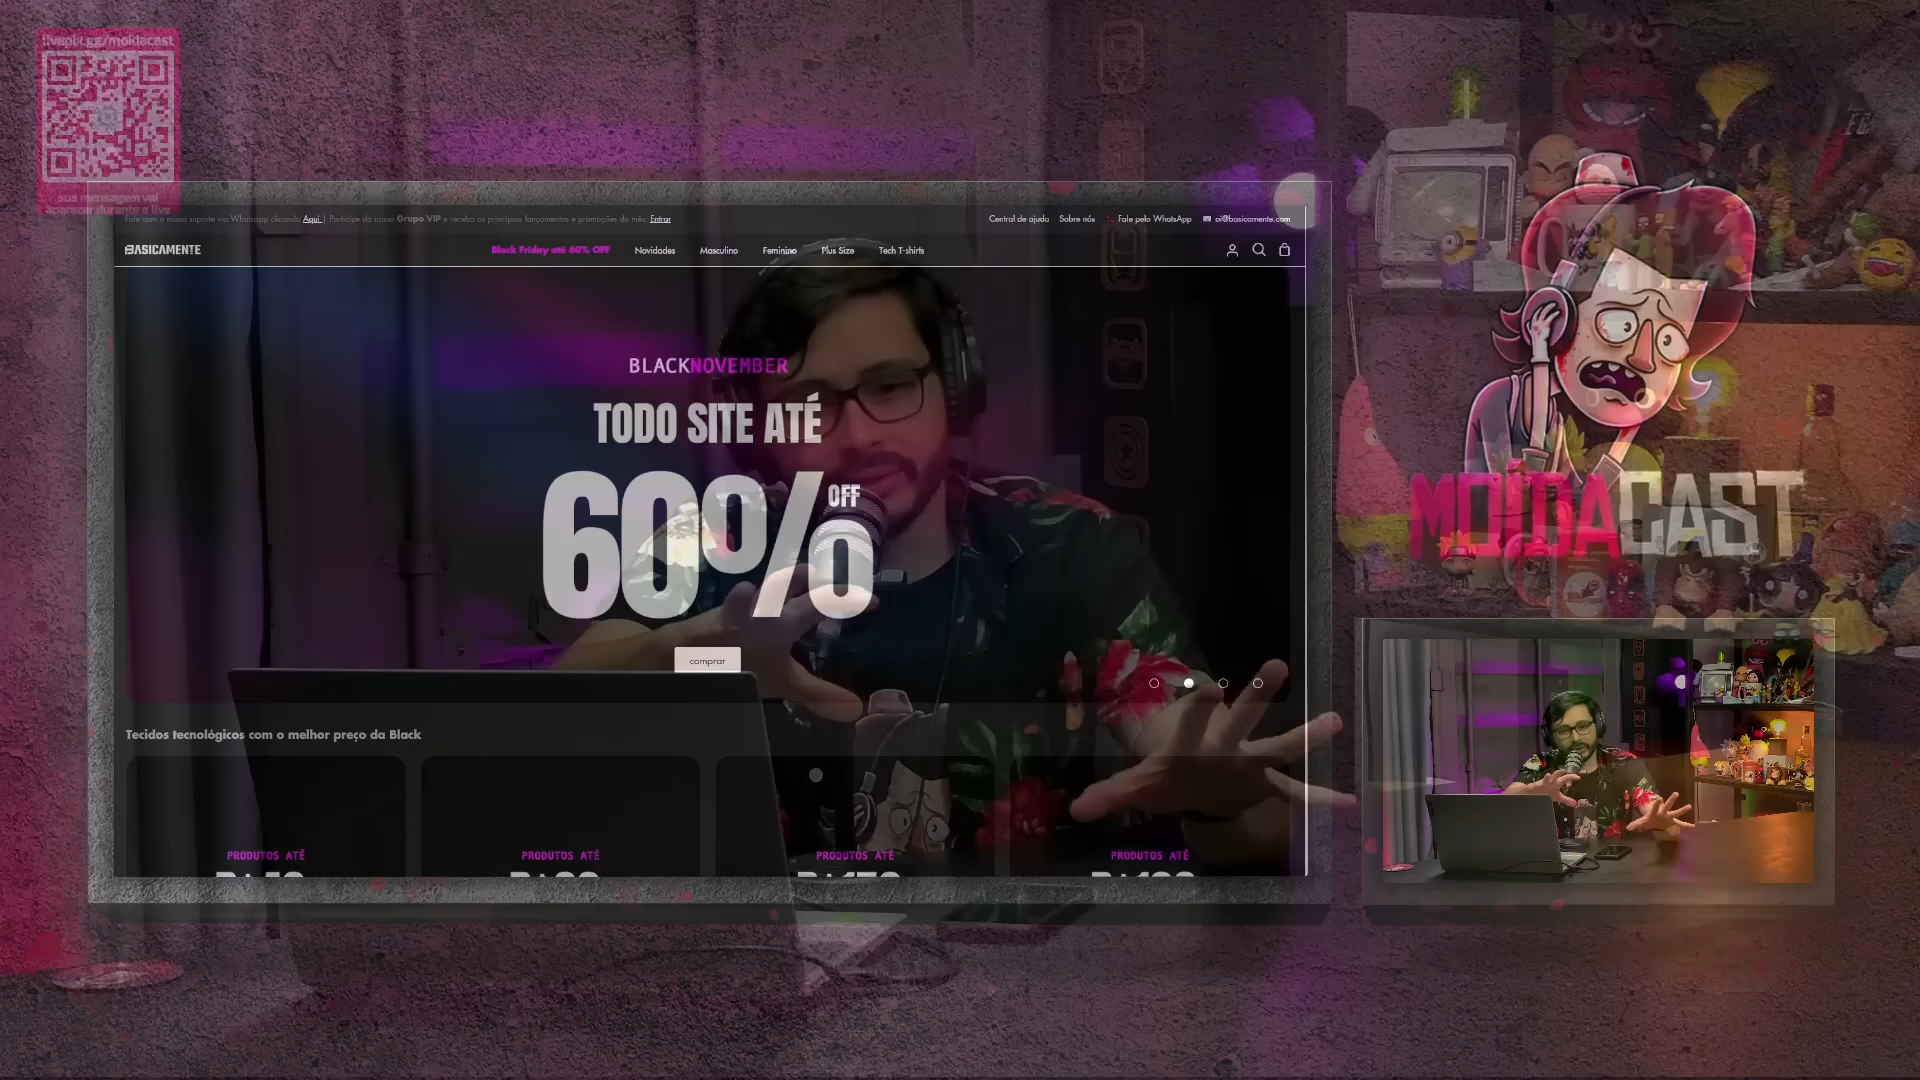 livepix.gg/moidacast
sua mensagem vai
aparecer durante a live
Fale com o nosso suporte via Whatsapp clicando Aqui | Participe do nosso Grupo VIP e receba os principais lançamentos e promoções do mês. Entrar
Central de ajuda Sobre nós Fale pelo WhatsApp oi@basicamente.com
BASICAMENTE
Black Friday até 60% OFF Novidades Masculino Feminino Plus Size Tech T-shirts
BLACKNOVEMBER
TODO SITE ATÉ
60% OFF
comprar
Tecidos tecnológicos com o melhor preço da Black
PRODUTOS ATÉ PRODUTOS ATÉ PRODUTOS ATÉ PRODUTOS ATÉ
MOÍDACAST